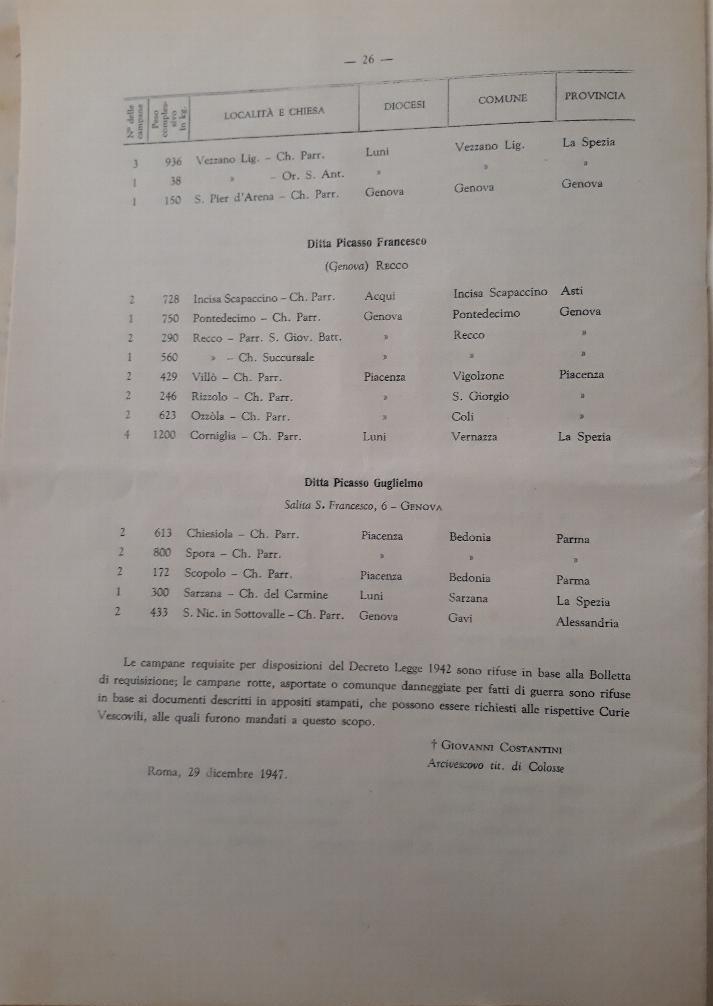 — 26 —
Nº delle campane Peso complessivo in kg. LOCALITÀ E CHIESA DIOCESI COMUNE PROVINCIA
3 936 Vezzano Lig. – Ch. Parr. Luni Vezzano Lig. La Spezia
1 38 » – Or. S. Ant. » » »
1 150 S. Pier d'Arena – Ch. Parr. Genova Genova Genova
Ditta Picasso Francesco
(Genova) RECCO
2 728 Incisa Scapaccino – Ch. Parr. Acqui Incisa Scapaccino Asti
1 750 Pontedecimo – Ch. Parr. Genova Pontedecimo Genova
2 290 Recco – Parr. S. Giov. Batt. » Recco »
1 560 » – Ch. Succursale » » »
2 429 Villò – Ch. Parr. Piacenza Vigolzone Piacenza
2 246 Rizzolo – Ch. Parr. » S. Giorgio »
2 623 Ozzòla – Ch. Parr. » Coli »
4 1200 Corniglia – Ch. Parr. Luni Vernazza La Spezia
Ditta Picasso Guglielmo
Salita S. Francesco, 6 – GENOVA
2 613 Chiesiola – Ch. Parr. Piacenza Bedonia Parma
2 800 Spora – Ch. Parr. » » »
2 172 Scopolo – Ch. Parr. Piacenza Bedonia Parma
1 300 Sarzana – Ch. del Carmine Luni Sarzana La Spezia
2 433 S. Nic. in Sottovalle – Ch. Parr. Genova Gavi Alessandria
Le campane requisite per disposizioni del Decreto Legge 1942 sono rifuse in base alla Bolletta
di requisizione; le campane rotte, asportate o comunque danneggiate per fatti di guerra sono rifuse
in base ai documenti descritti in appositi stampati, che possono essere richiesti alle rispettive Curie
Vescovili, alle quali furono mandati a questo scopo.
† GIOVANNI COSTANTINI
Arcivescovo tit. di Colosse
Roma, 29 dicembre 1947.